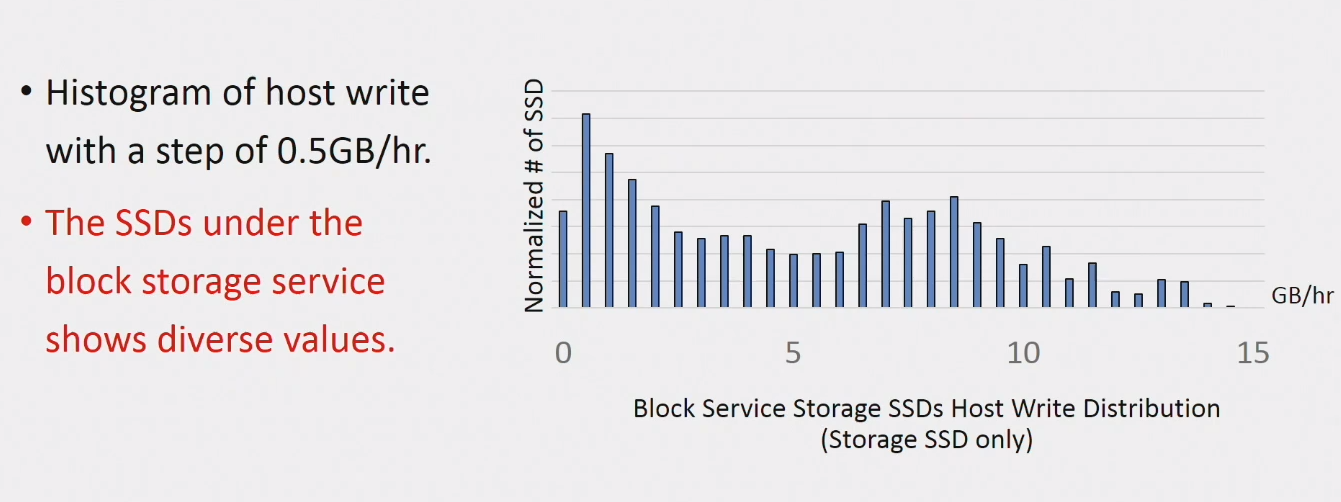 • Histogram of host write
with a step of 0.5GB/hr.
• The SSDs under the
block storage service
shows diverse values.
Normalized # of SSD
GB/hr
0 5 10 15
Block Service Storage SSDs Host Write Distribution
(Storage SSD only)